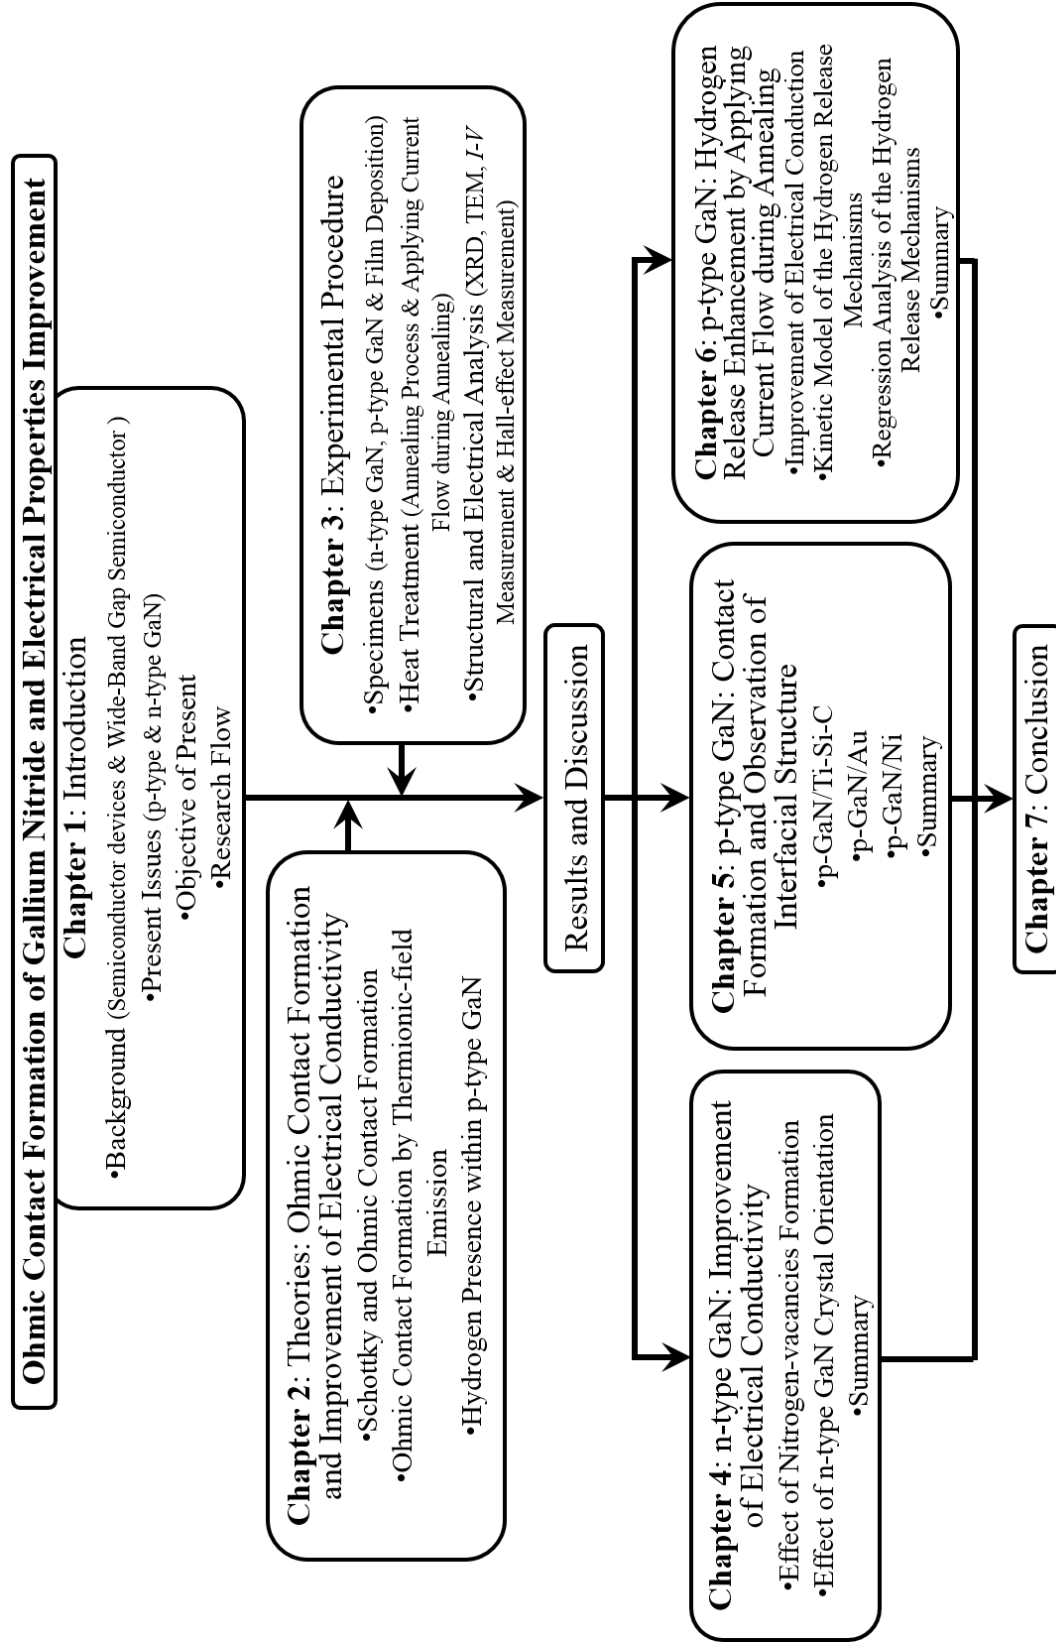 Ohmic Contact Formation of Gallium Nitride and Electrical Properties Improvement
Chapter 1: Introduction
•Background (Semiconductor devices & Wide-Band Gap Semiconductor )
•Present Issues (p-type & n-type GaN)
•Objective of Present
•Research Flow
Chapter 2: Theories: Ohmic Contact Formation
and Improvement of Electrical Conductivity
•Schottky and Ohmic Contact Formation
•Ohmic Contact Formation by Thermionic-field
Emission
•Hydrogen Presence within p-type GaN
Chapter 3: Experimental Procedure
•Specimens (n-type GaN, p-type GaN & Film Deposition)
•Heat Treatment (Annealing Process & Applying Current
Flow during Annealing)
•Structural and Electrical Analysis (XRD, TEM, I-V
Measurement & Hall-effect Measurement)
Results and Discussion
Chapter 4: n-type GaN: Improvement
of Electrical Conductivity
•Effect of Nitrogen-vacancies Formation
•Effect of n-type GaN Crystal Orientation
•Summary
Chapter 5: p-type GaN: Contact
Formation and Observation of
Interfacial Structure
•p-GaN/Ti-Si-C
•p-GaN/Au
•p-GaN/Ni
•Summary
Chapter 6: p-type GaN: Hydrogen
Release Enhancement by Applying
Current Flow during Annealing
•Improvement of Electrical Conduction
•Kinetic Model of the Hydrogen Release
Mechanisms
•Regression Analysis of the Hydrogen
Release Mechanisms
•Summary
Chapter 7: Conclusion